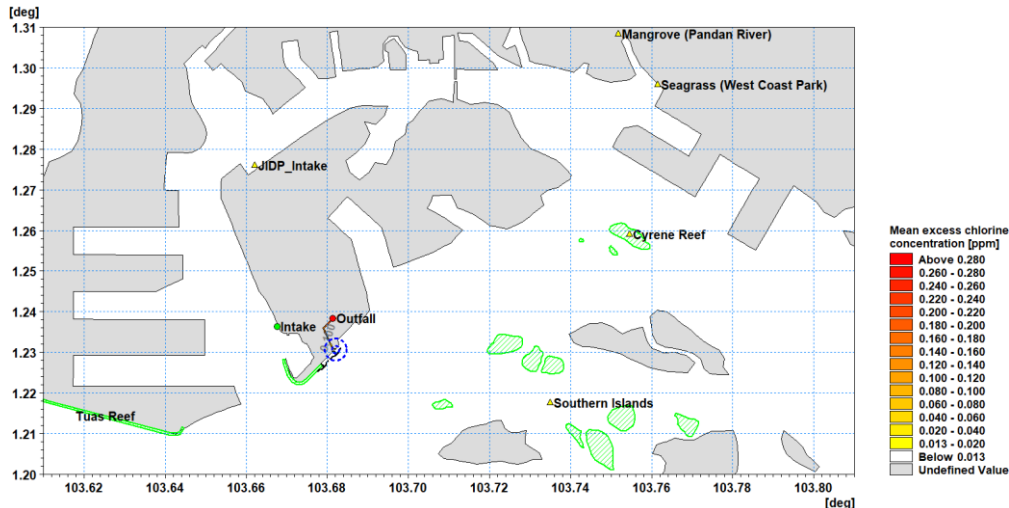 [deg]
1.31
Mangrove (Pandan River)
1.30
Seagrass (West Coast Park)
1.29
1.28
JIDP_Intake
1.27
1.26
Cyrene Reef
1.25
1.24
Intake
Outfall
1.23
1.22
Tuas Reef
Southern Islands
1.21
1.20
103.62 103.64 103.66 103.68 103.70 103.72 103.74 103.76 103.78 103.80
[deg]
Mean excess chlorine
concentration [ppm]
Above 0.280
0.260 - 0.280
0.240 - 0.260
0.220 - 0.240
0.200 - 0.220
0.180 - 0.200
0.160 - 0.180
0.140 - 0.160
0.120 - 0.140
0.100 - 0.120
0.080 - 0.100
0.060 - 0.080
0.040 - 0.060
0.020 - 0.040
0.013 - 0.020
Below 0.013
Undefined Value